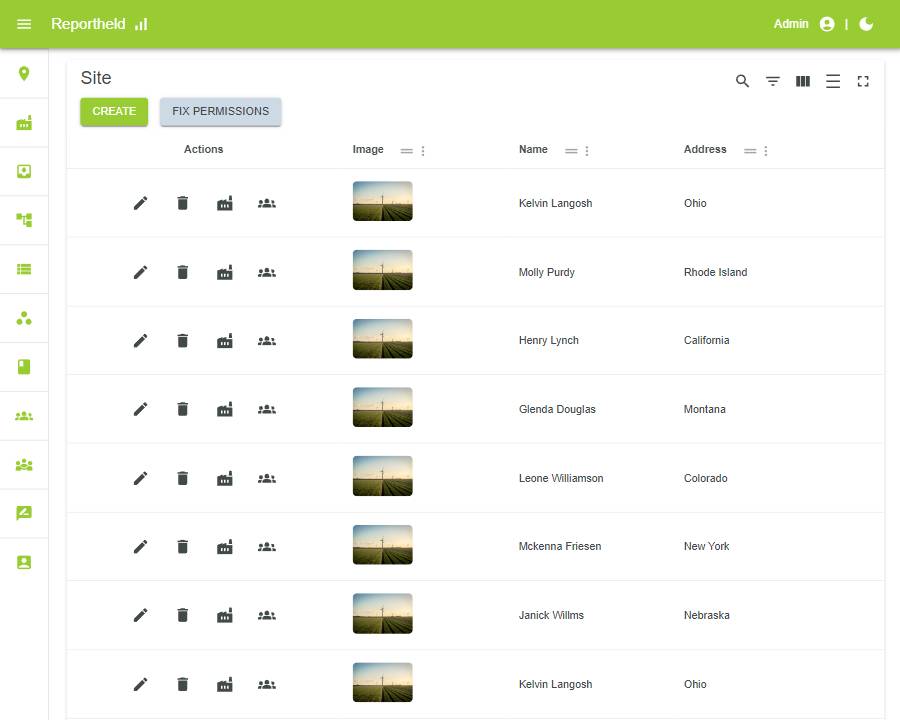 Reportheld
Admin |
Site
CREATE FIX PERMISSIONS
Actions Image Name Address
Kelvin Langosh Ohio
Molly Purdy Rhode Island
Henry Lynch California
Glenda Douglas Montana
Leone Williamson Colorado
Mckenna Friesen New York
Janick Willms Nebraska
Kelvin Langosh Ohio